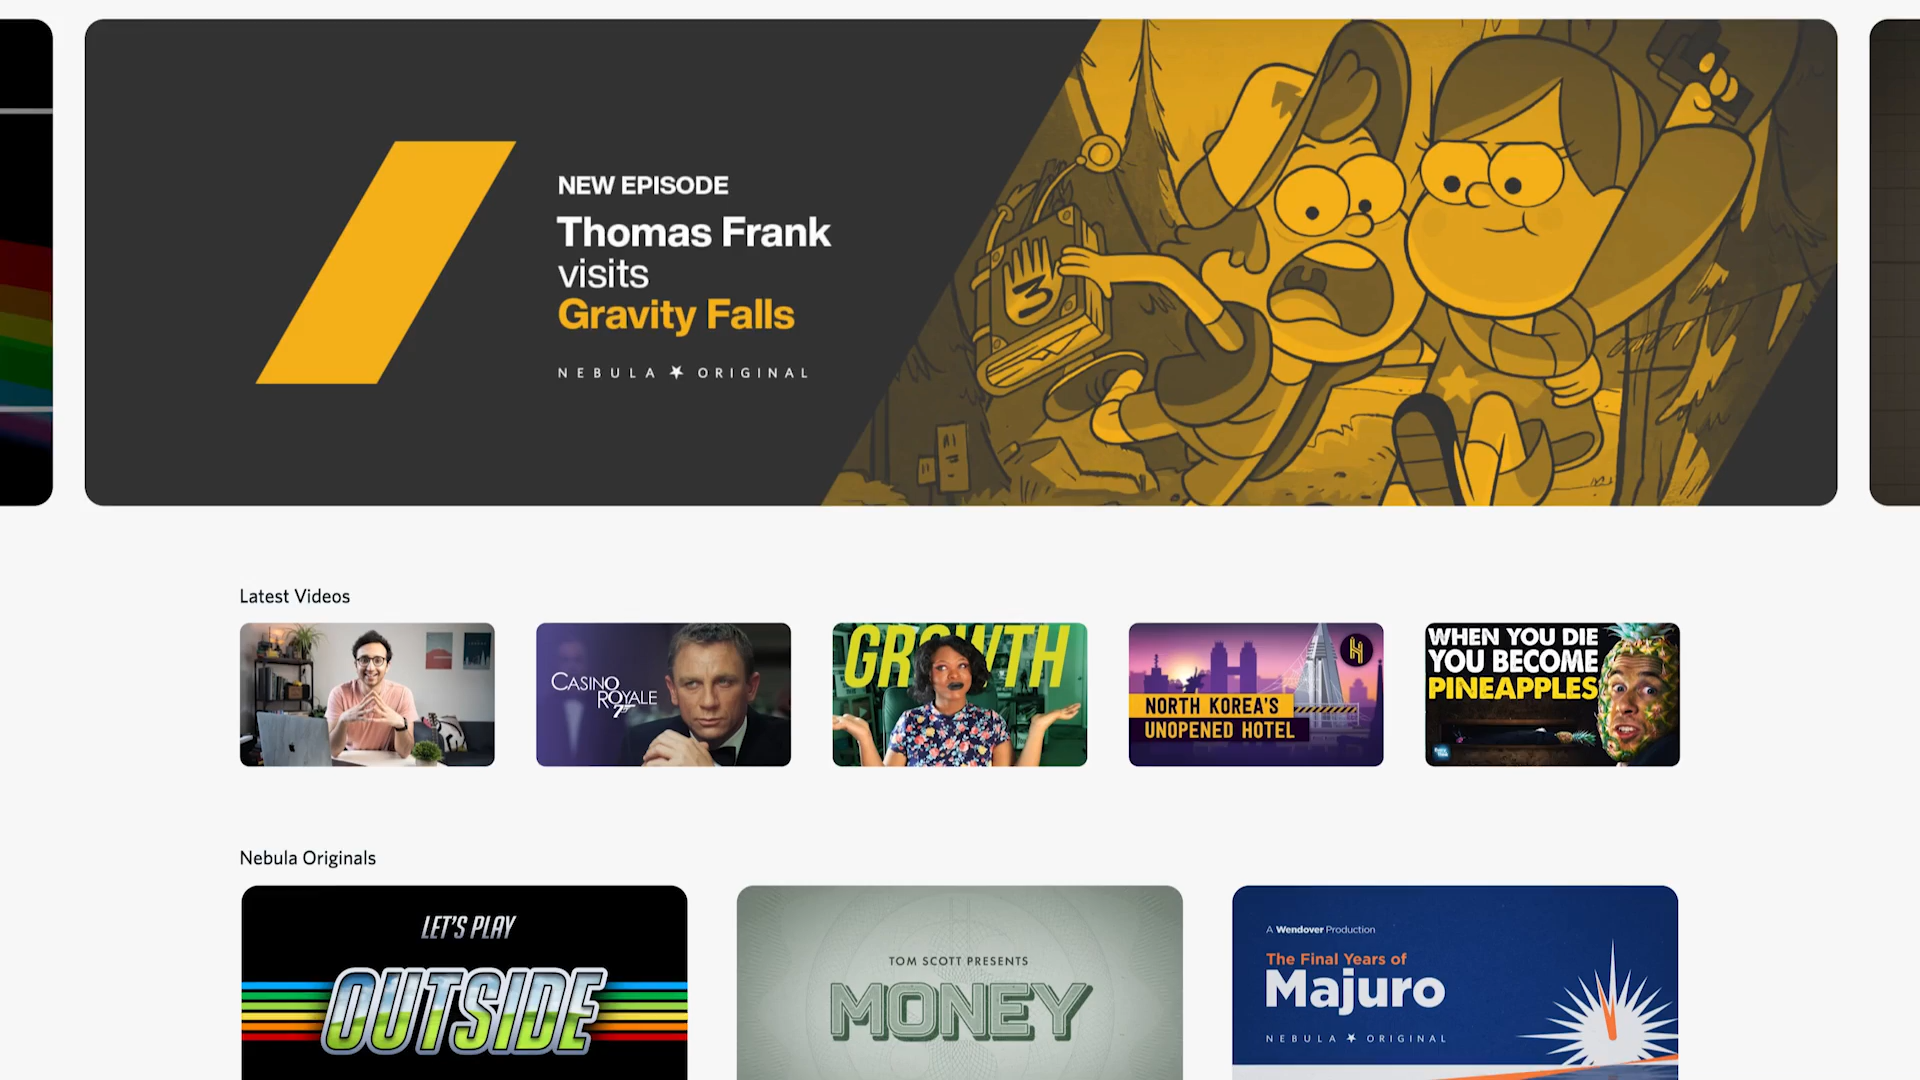 NEW EPISODE
Thomas Frank
visits
Gravity Falls
NEBULA ORIGINAL
3
Latest Videos
CASINO
ROYALE
007
GROWTH
NORTH KOREA'S
UNOPENED HOTEL
WHEN YOU DIE
YOU BECOME
PINEAPPLES
Nebula Originals
LET'S PLAY
OUTSIDE
TOM SCOTT PRESENTS
MONEY
A Wendover Production
The Final Years of
Majuro
NEBULA ORIGINAL